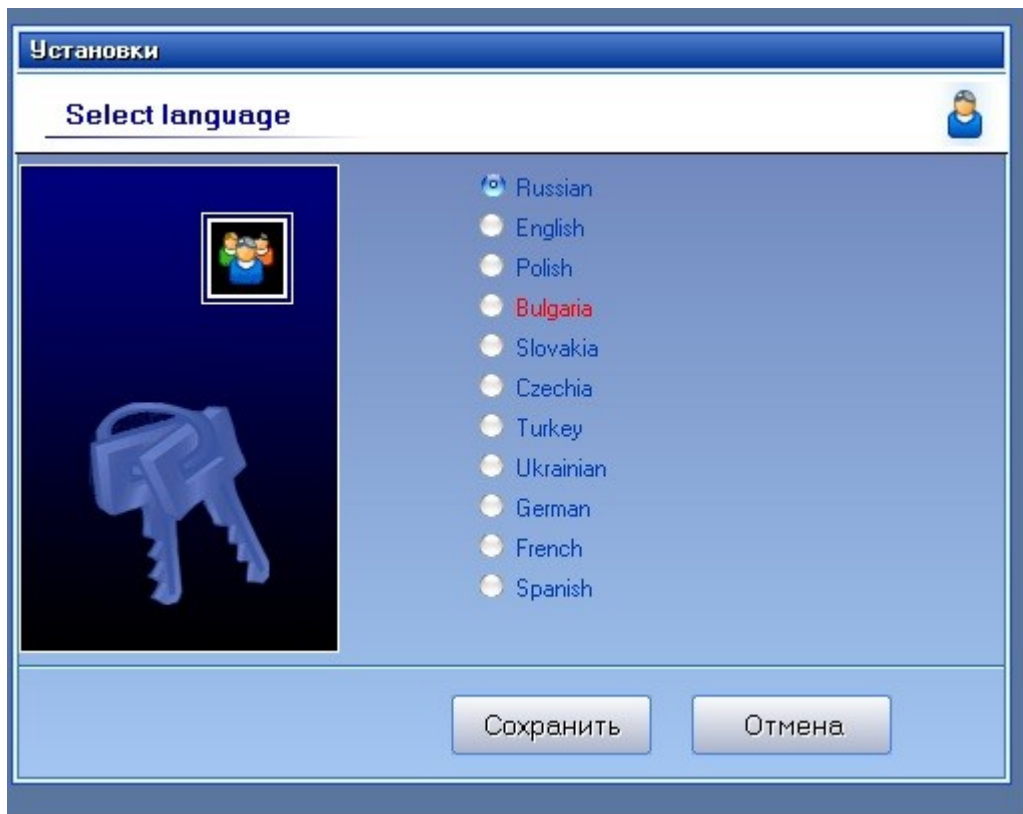 Установки
Select language
Russian
English
Polish
Bulgaria
Slovakia
Czechia
Turkey
Ukrainian
German
French
Spanish
Сохранить Отмена